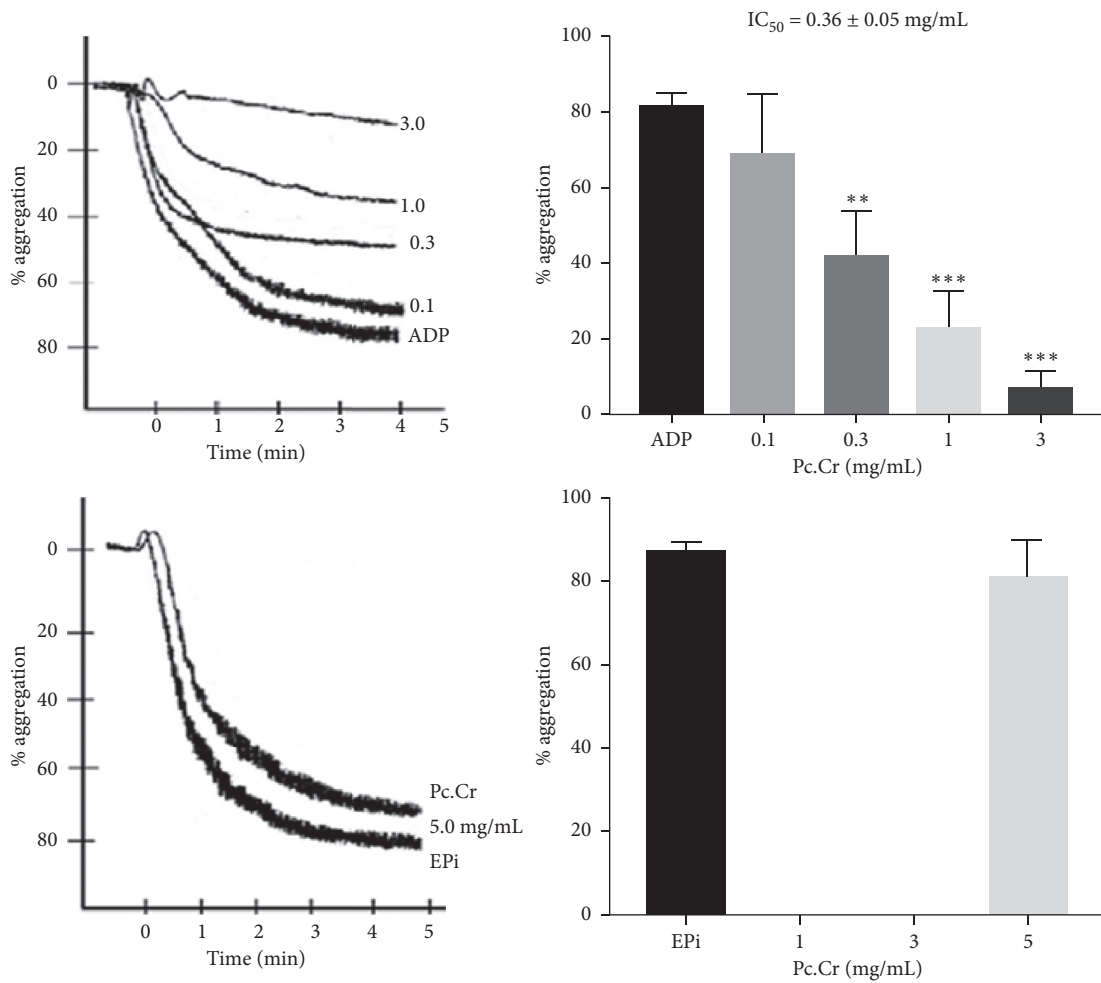 0
20
40
60
80
% aggregation
3.0
1.0
0.3
0.1
ADP
0 1 2 3 4 5
Time (min)
IC50 = 0.36 ± 0.05 mg/mL
100
80
60
40
20
0
% aggregation
**
***
***
ADP 0.1 0.3 1 3
Pc.Cr (mg/mL)
0
20
40
60
80
% aggregation
Pc.Cr
5.0 mg/mL
EPi
0 1 2 3 4 5
Time (min)
100
80
60
40
20
0
% aggregation
EPi 1 3 5
Pc.Cr (mg/mL)